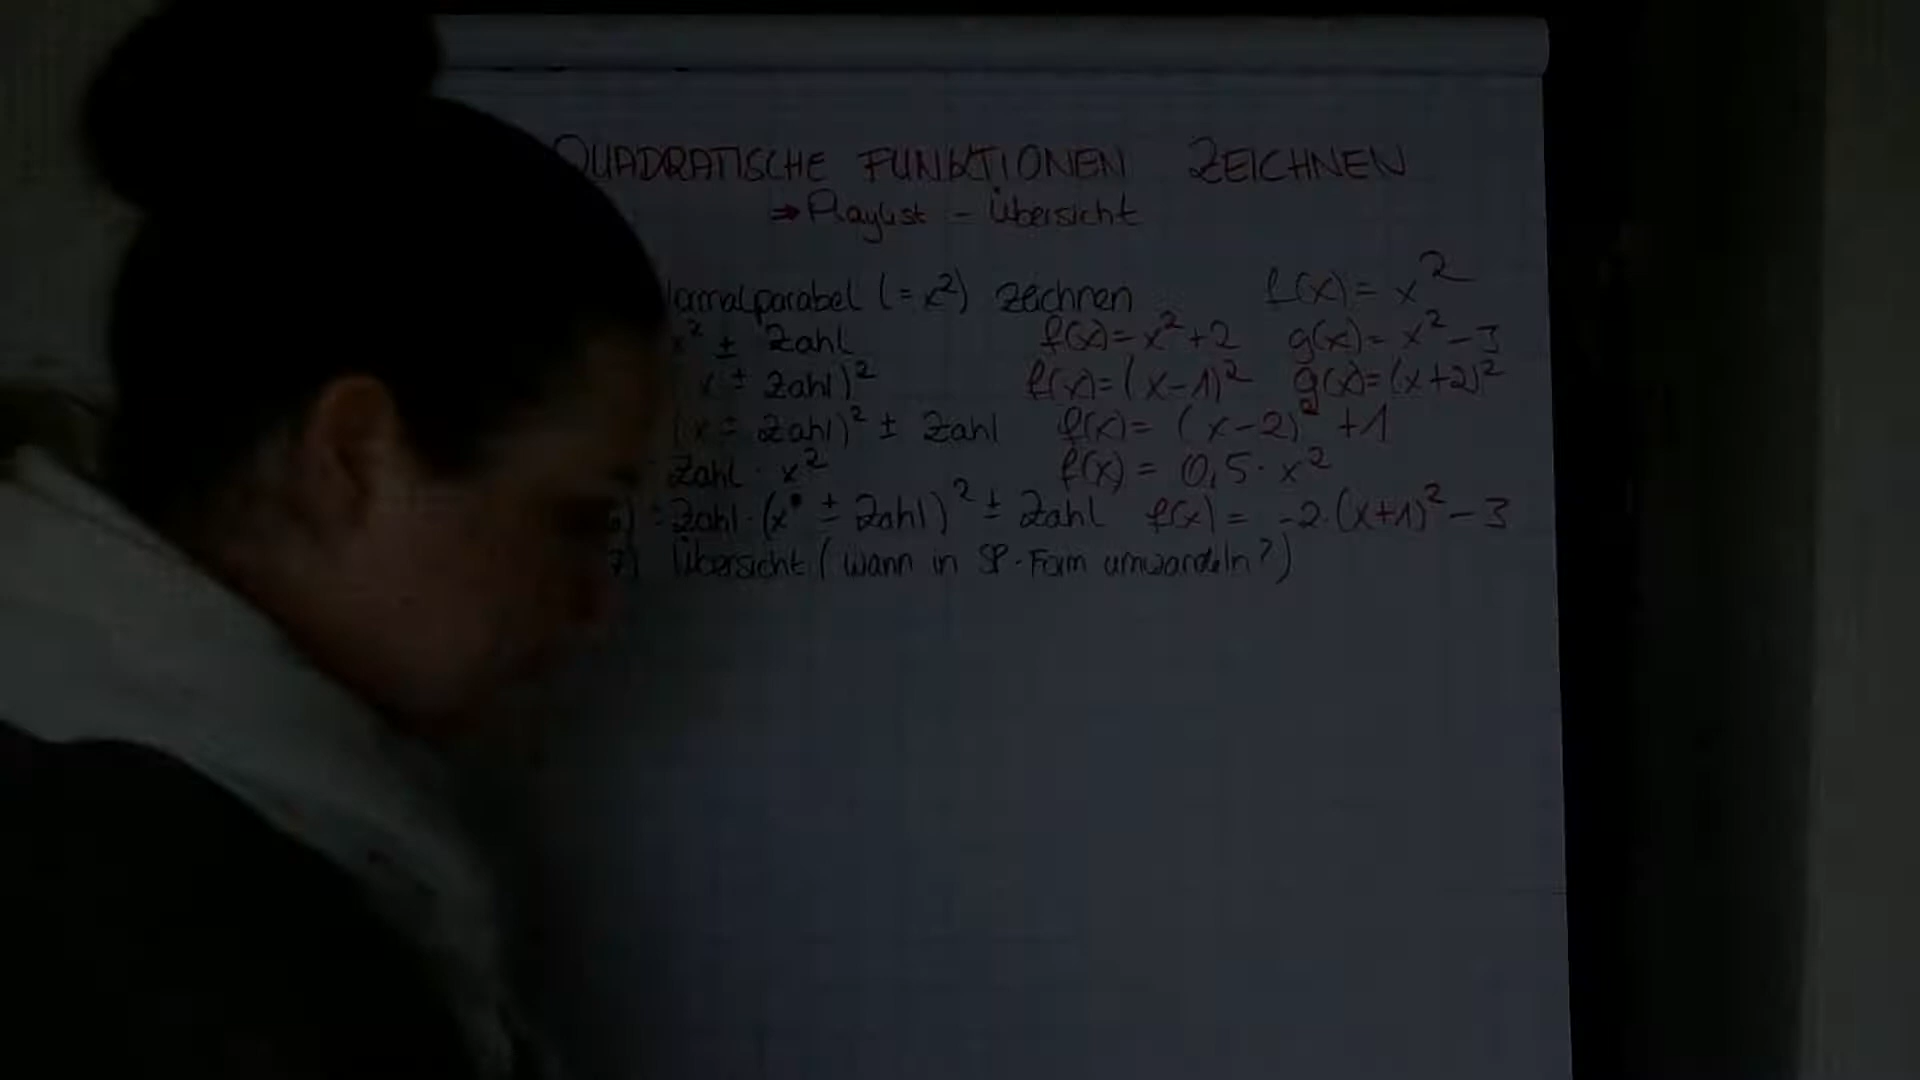 QUADRATISCHE FUNKTIONEN ZEICHNEN
⇒ Playlist - Übersicht
Normalparabel (= x²) zeichnen f(x) = x²
x² ± Zahl f(x) = x² + 2 g(x) = x² - 3
x ± Zahl)² f(x) = (x - 1)² g(x) = (x + 2)²
(x ± Zahl)² ± Zahl f(x) = (x - 2)² + 1
Zahl · x² f(x) = 0,5 · x²
6) Zahl · (x ± Zahl)² ± Zahl f(x) = -2 · (x + 1)² - 3
7) Übersicht (wann in SP. Form umwandeln?)